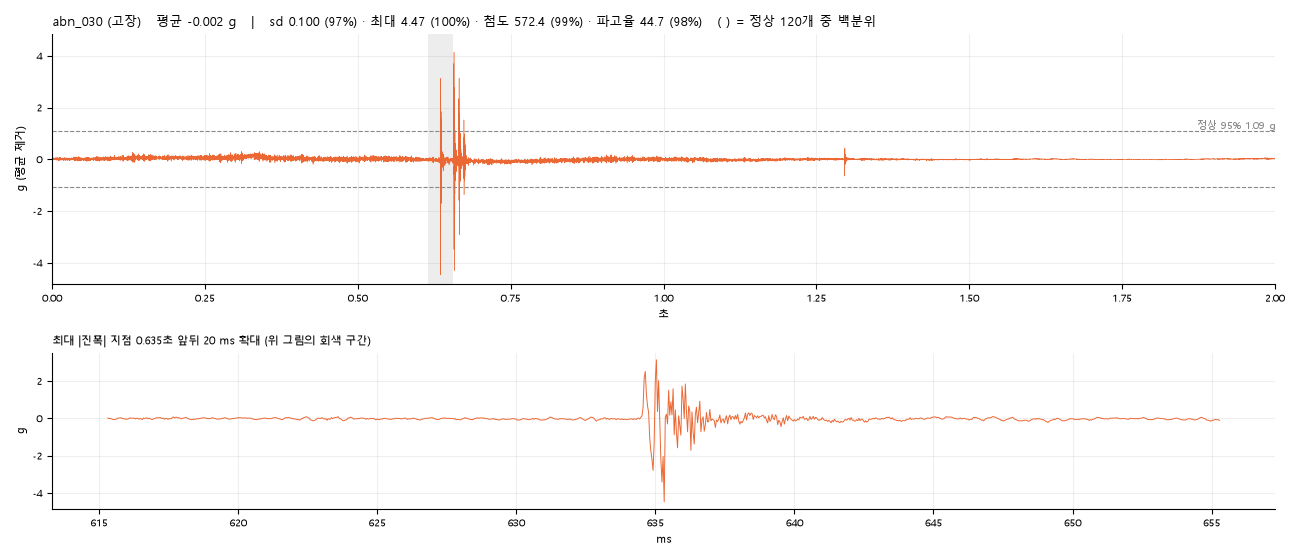 abn_030 (고장) 평균 -0.002 g | sd 0.100 (97%) · 최대 4.47 (100%) · 첨도 572.4 (99%) · 파고율 44.7 (98%) ( ) = 정상 120개 중 백분위
g (평균 제거)
4
2
0
-2
-4
정상 95% 1.09 g
0.00 0.25 0.50 0.75 1.00 1.25 1.50 1.75 2.00
초
최대 |진폭| 지점 0.635초 앞뒤 20 ms 확대 (위 그림의 회색 구간)
g
2
0
-2
-4
615 620 625 630 635 640 645 650 655
ms